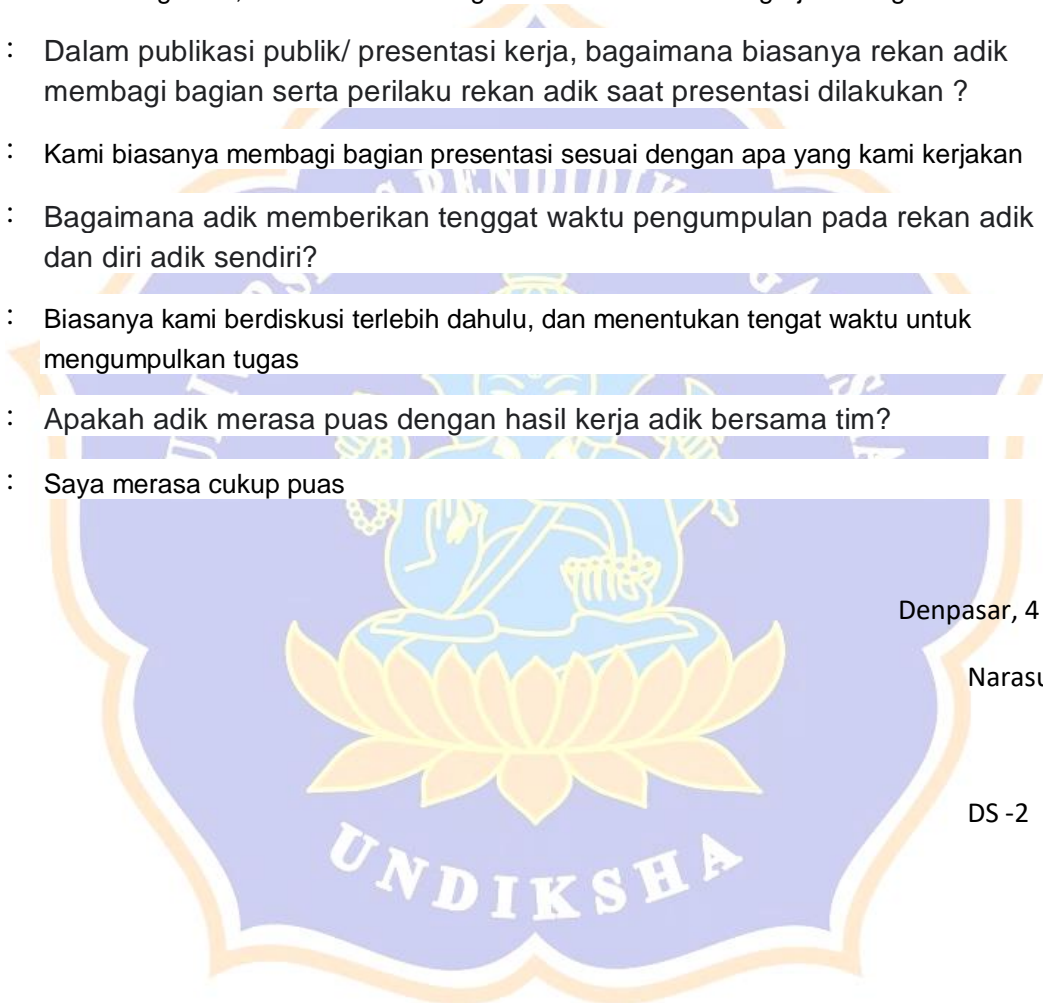 : Dalam publikasi publik/ presentasi kerja, bagaimana biasanya rekan adik
membagi bagian serta perilaku rekan adik saat presentasi dilakukan ?
: Kami biasanya membagi bagian presentasi sesuai dengan apa yang kami kerjakan
: Bagaimana adik memberikan tenggat waktu pengumpulan pada rekan adik
dan diri adik sendiri?
: Biasanya kami berdiskusi terlebih dahulu, dan menentukan tengat waktu untuk
mengumpulkan tugas
: Apakah adik merasa puas dengan hasil kerja adik bersama tim?
: Saya merasa cukup puas
Denpasar, 4
Narasu
DS -2
UNDIKSHA